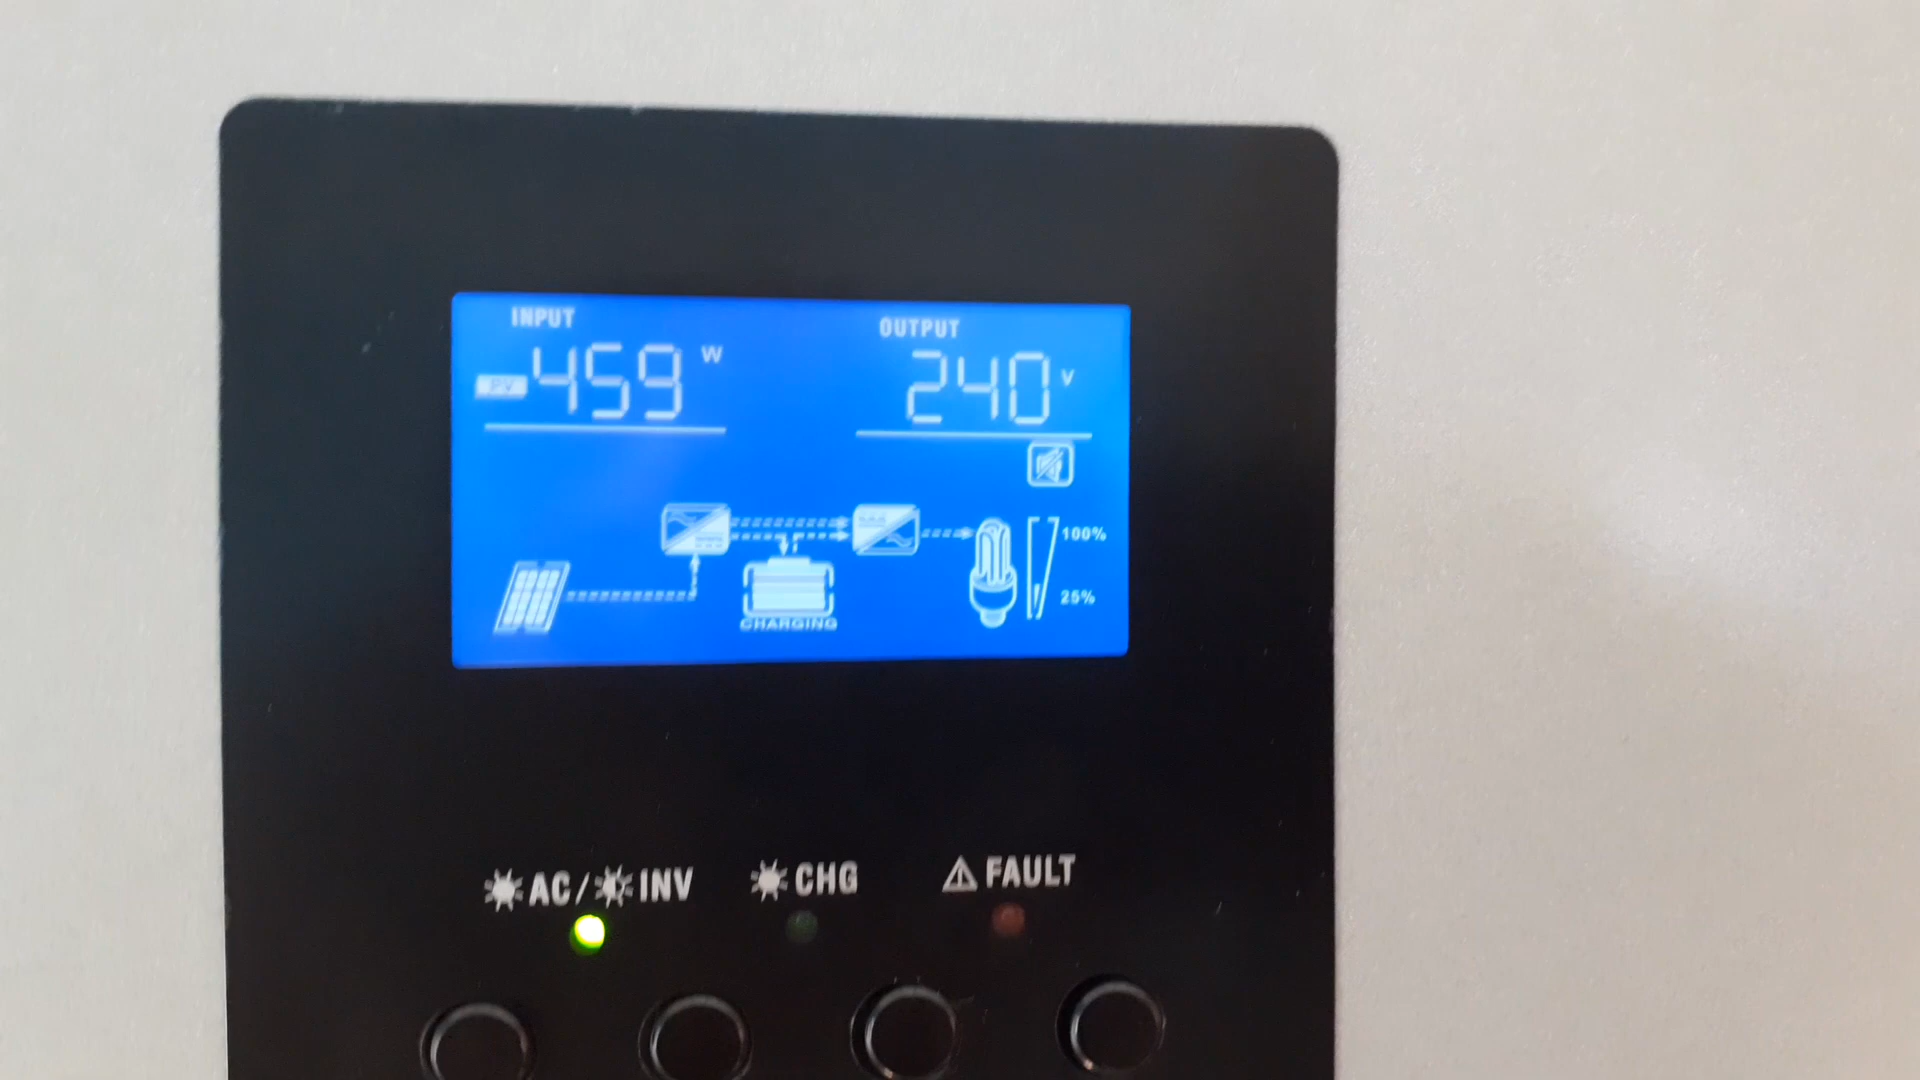 INPUT
OUTPUT
PV 459 W
240 V
100%
25%
CHARGING
AC/ INV
CHG
FAULT